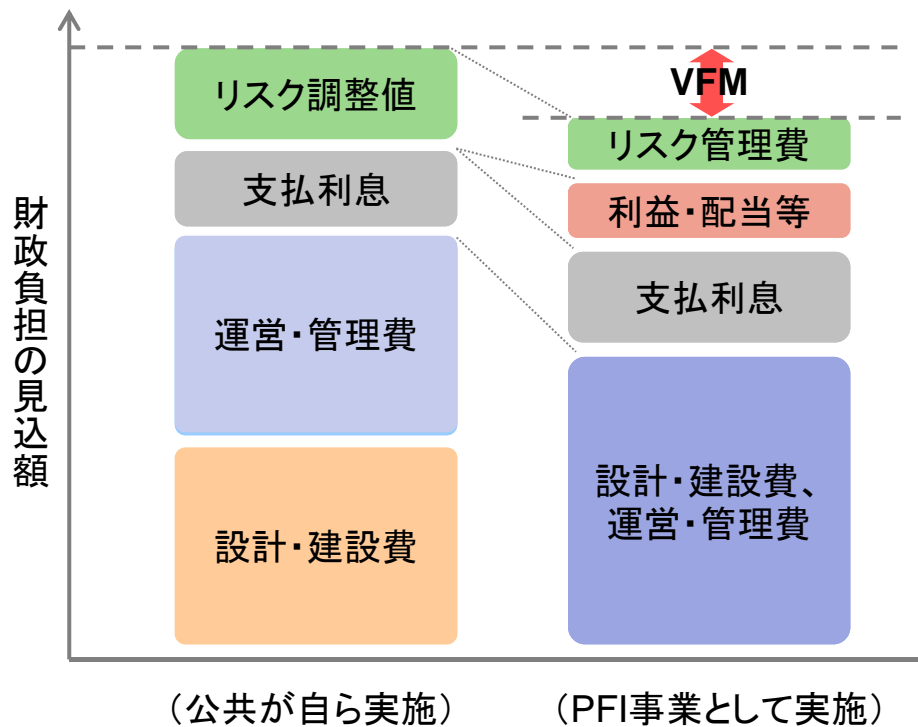 財政負担の見込額
リスク調整値
支払利息
運営・管理費
設計・建設費
（公共が自ら実施）
VFM
リスク管理費
利益・配当等
支払利息
設計・建設費、
運営・管理費
（PFI事業として実施）